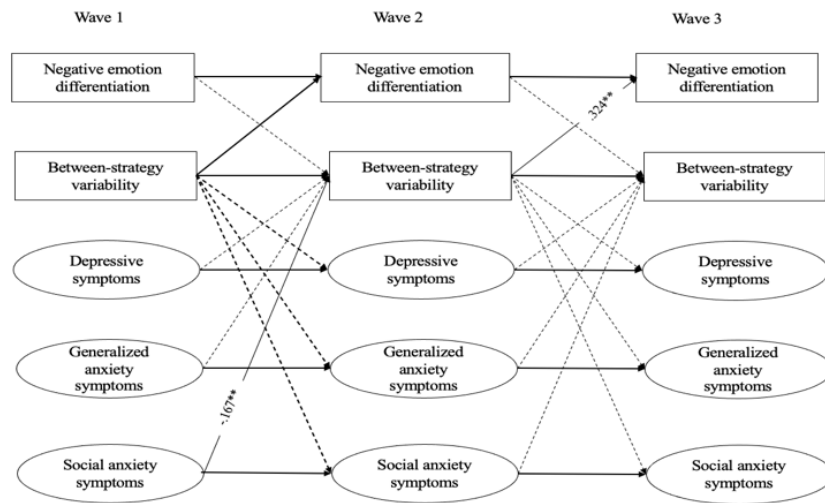 Wave 1
Wave 2
Wave 3
Negative emotion
differentiation
Negative emotion
differentiation
Negative emotion
differentiation
.324**
Between-strategy
variability
Between-strategy
variability
Between-strategy
variability
Depressive
symptoms
Depressive
symptoms
Depressive
symptoms
Generalized
anxiety
symptoms
Generalized
anxiety
symptoms
Generalized
anxiety
symptoms
-.167**
Social anxiety
symptoms
Social anxiety
symptoms
Social anxiety
symptoms